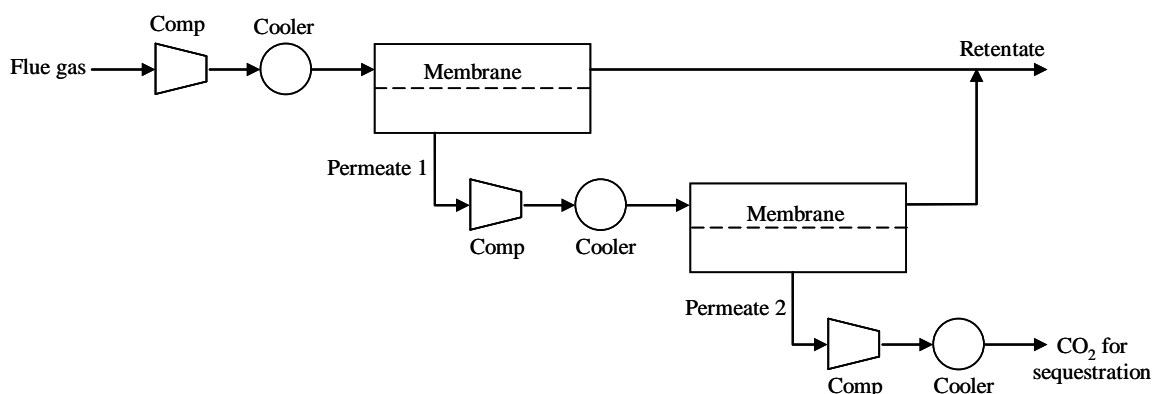 Comp
Cooler
Flue gas
Membrane
Retentate
Permeate 1
Comp
Cooler
Membrane
Permeate 2
Comp
Cooler
CO₂ for
sequestration